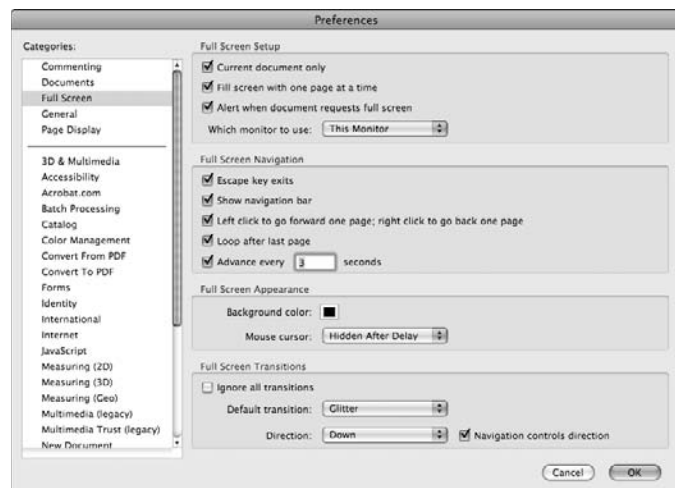 Preferences
Categories:
Commenting
Documents
Full Screen
General
Page Display
3D & Multimedia
Accessibility
Acrobat.com
Batch Processing
Catalog
Color Management
Convert From PDF
Convert To PDF
Forms
Identity
International
Internet
JavaScript
Measuring (2D)
Measuring (3D)
Measuring (Geo)
Multimedia (legacy)
Multimedia Trust (legacy)
New Document
Full Screen Setup
Current document only
Fill screen with one page at a time
Alert when document requests full screen
Which monitor to use: This Monitor
Full Screen Navigation
Escape key exits
Show navigation bar
Left click to go forward one page; right click to go back one page
Loop after last page
Advance every 3 seconds
Full Screen Appearance
Background color:
Mouse cursor: Hidden After Delay
Full Screen Transitions
Ignore all transitions
Default transition: Glitter
Direction: Down Navigation controls direction
Cancel OK